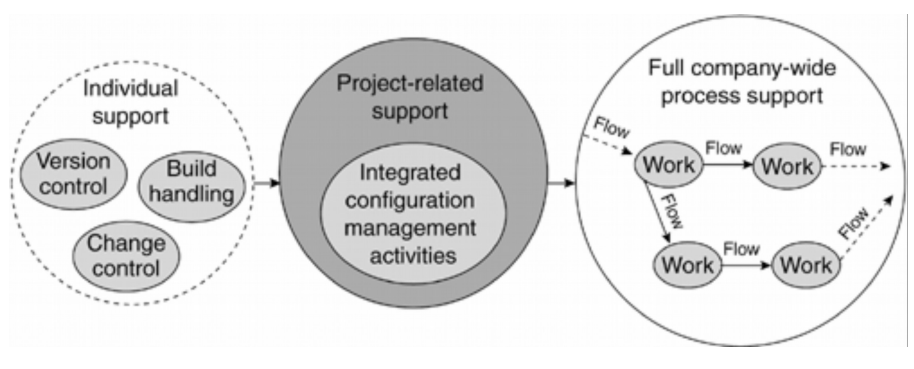 Individual
support
Version
control
Build
handling
Change
control
Project-related
support
Integrated
configuration
management
activities
Full company-wide
process support
Flow
Work
Flow
Work
Flow
Flow
Work
Flow
Work
Flow